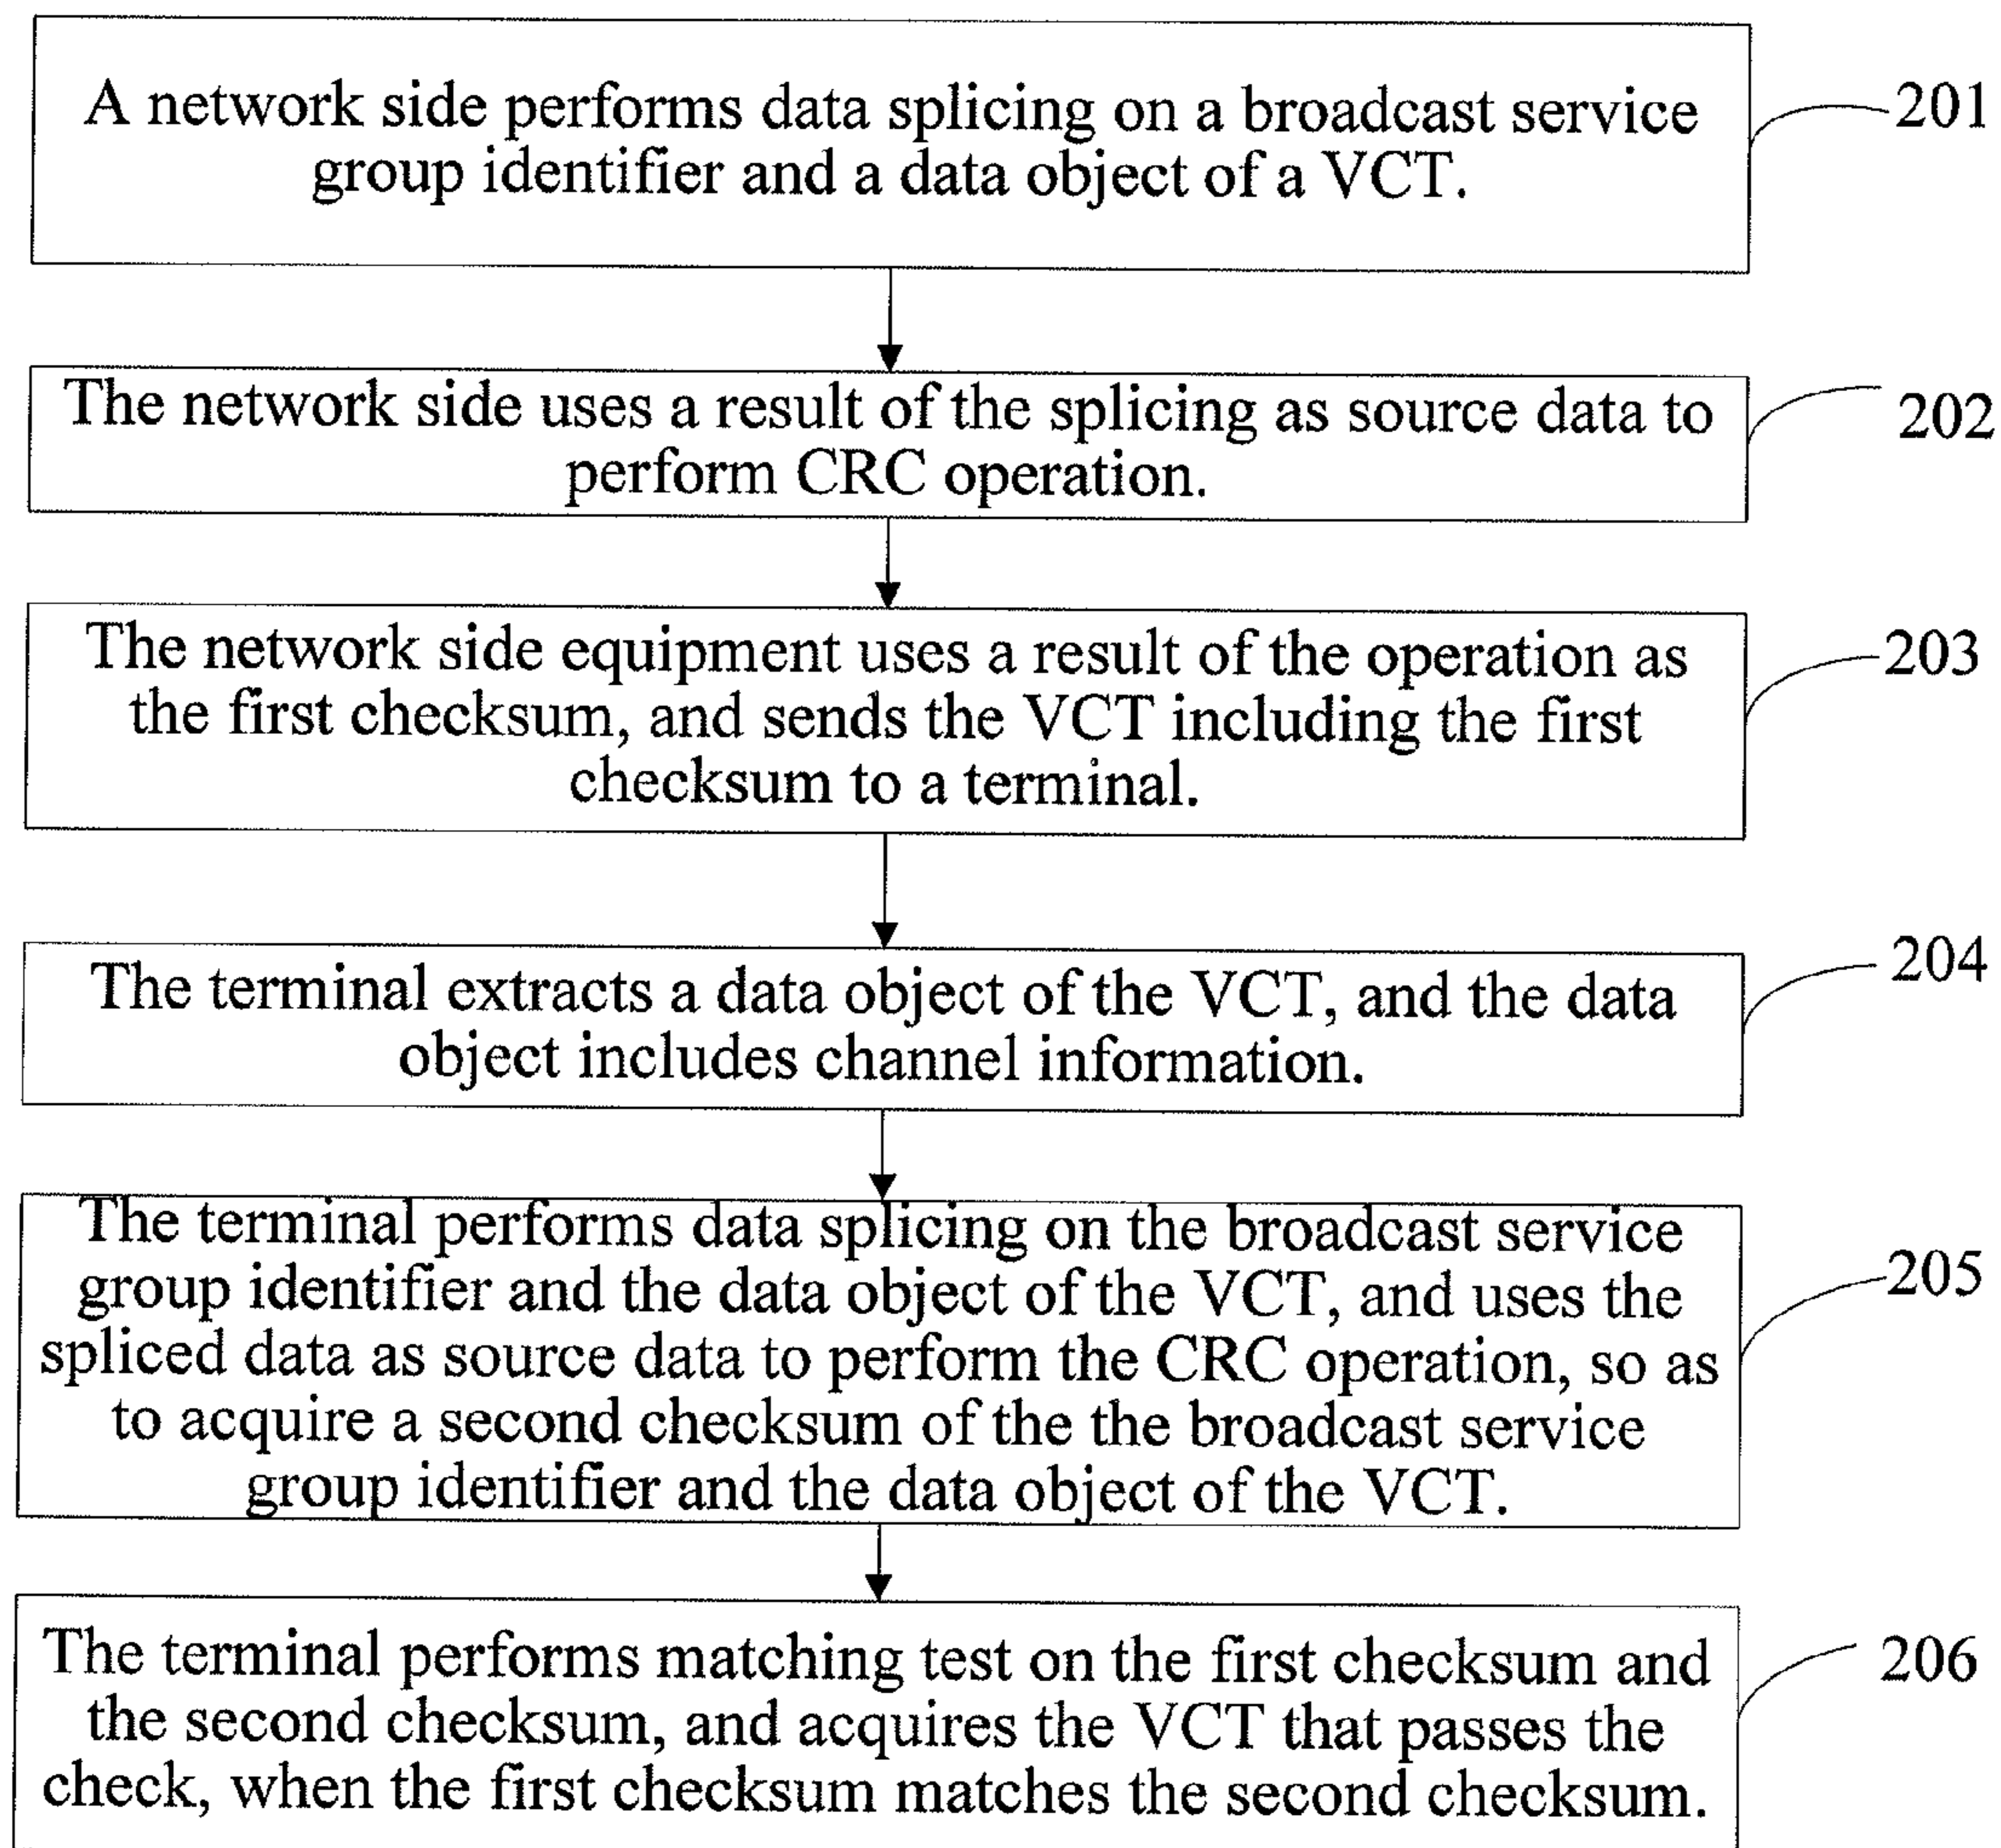 A network side performs data splicing on a broadcast service
group identifier and a data object of a VCT.
201
The network side uses a result of the splicing as source data to
perform CRC operation.
202
The network side equipment uses a result of the operation as
the first checksum, and sends the VCT including the first
checksum to a terminal.
203
The terminal extracts a data object of the VCT, and the data
object includes channel information.
204
The terminal performs data splicing on the broadcast service
group identifier and the data object of the VCT, and uses the
spliced data as source data to perform the CRC operation, so as
to acquire a second checksum of the the broadcast service
group identifier and the data object of the VCT.
205
The terminal performs matching test on the first checksum and
the second checksum, and acquires the VCT that passes the
check, when the first checksum matches the second checksum.
206